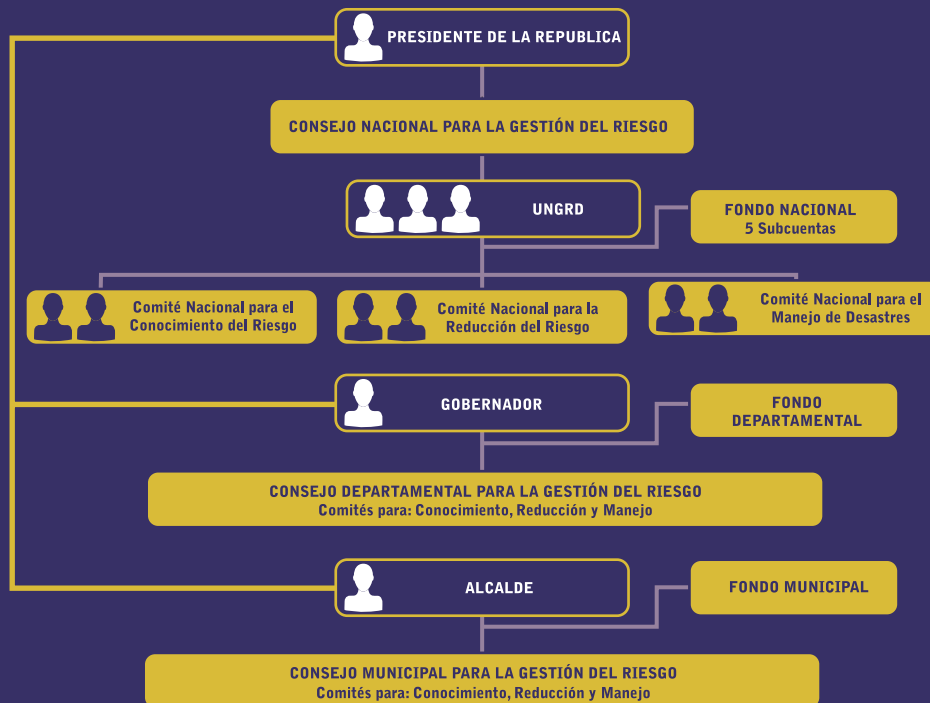 PRESIDENTE DE LA REPUBLICA
CONSEJO NACIONAL PARA LA GESTIÓN DEL RIESGO
UNGRD
FONDO NACIONAL
5 Subcuentas
Comité Nacional para el
Conocimiento del Riesgo
Comité Nacional para la
Reducción del Riesgo
Comité Nacional para el
Manejo de Desastres
GOBERNADOR
FONDO
DEPARTAMENTAL
CONSEJO DEPARTAMENTAL PARA LA GESTIÓN DEL RIESGO
Comités para: Conocimiento, Reducción y Manejo
ALCALDE
FONDO MUNICIPAL
CONSEJO MUNICIPAL PARA LA GESTIÓN DEL RIESGO
Comités para: Conocimiento, Reducción y Manejo